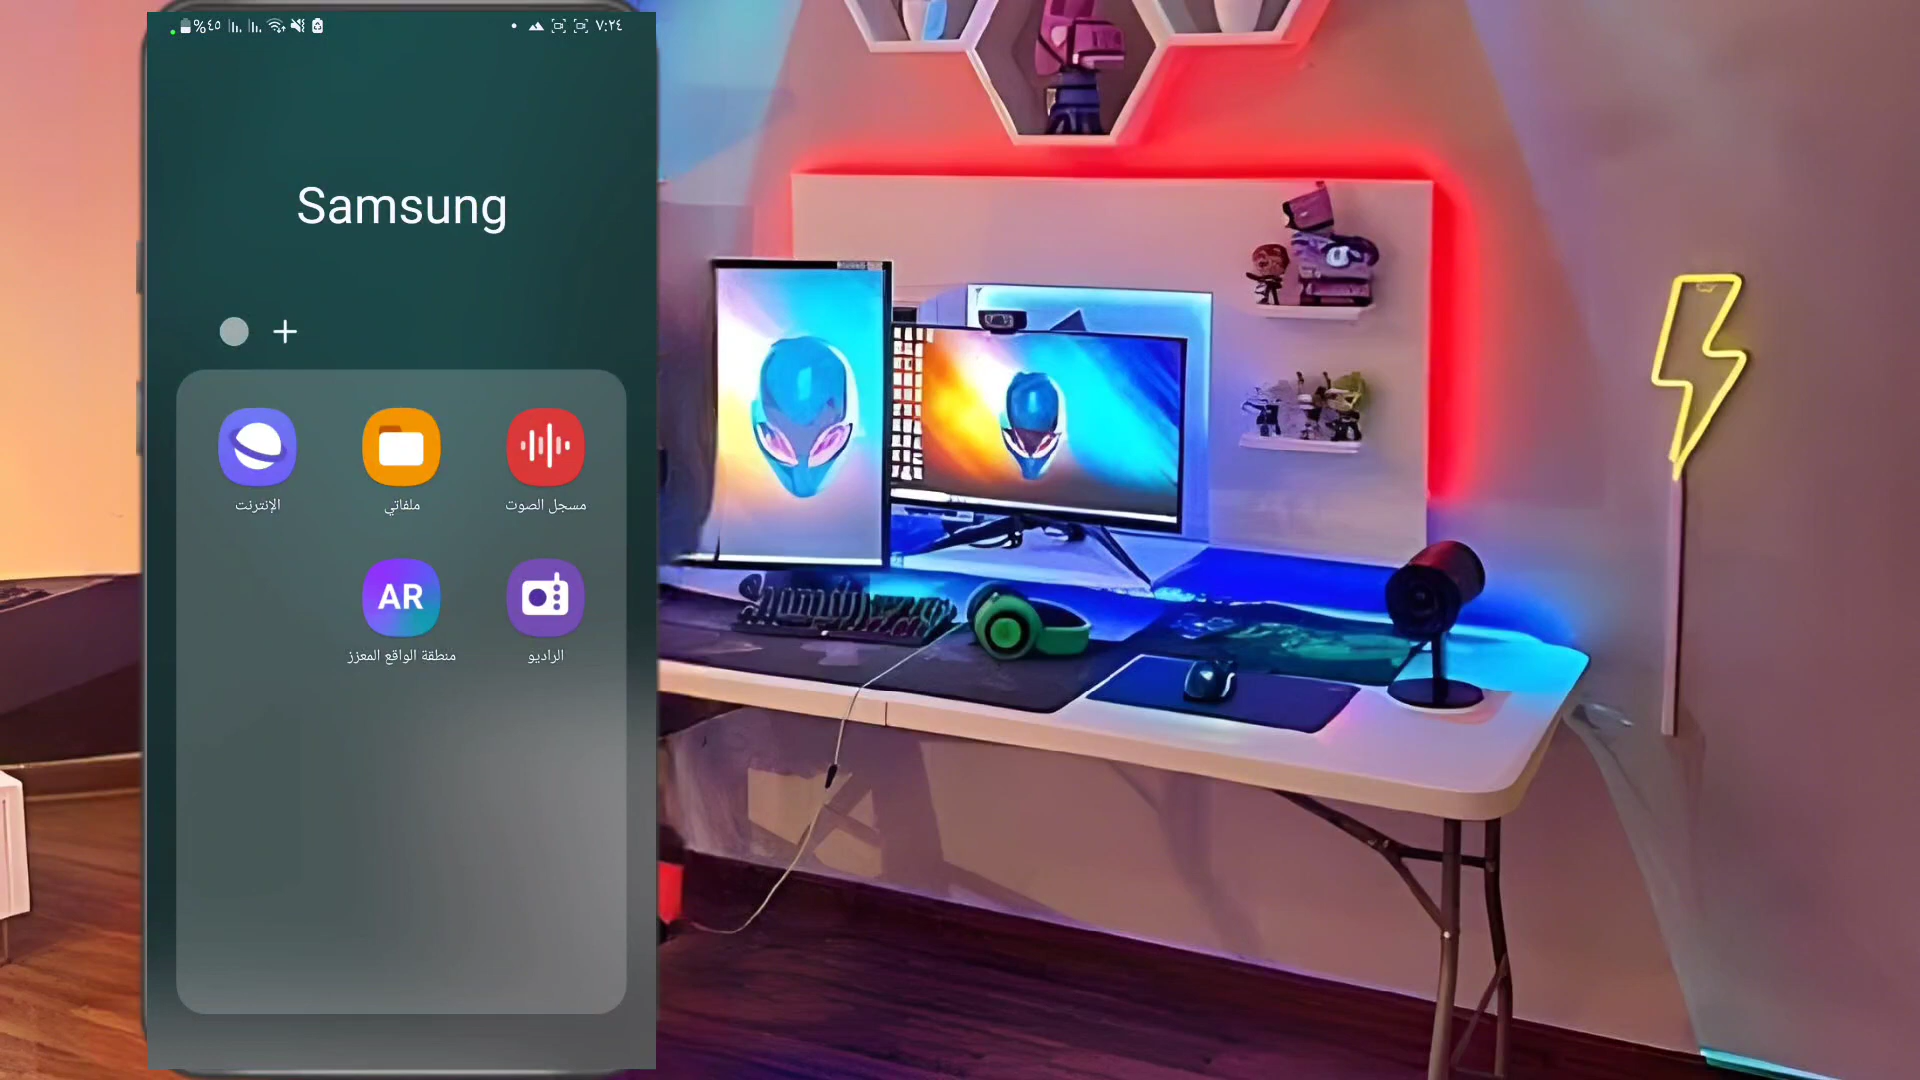 %٤٥ ٧:٢٤
Samsung
مسجل الصوت ملفاتي الإنترنت
AR
الراديو منطقة الواقع المعزز